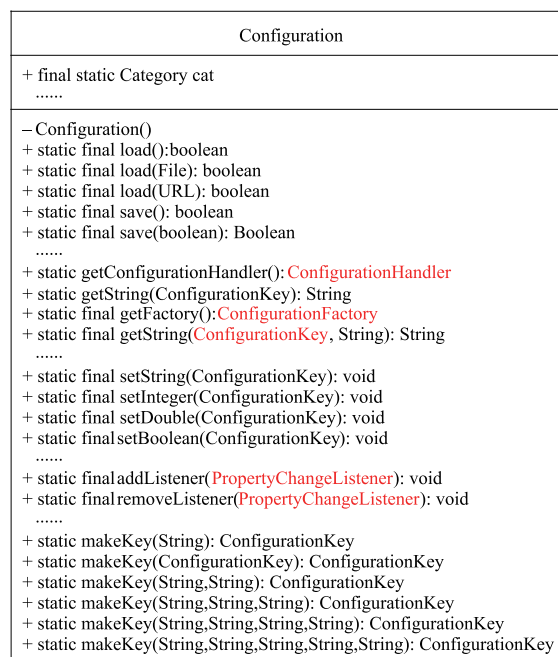 Configuration
+ final static Category cat
......
– Configuration()
+ static final load():boolean
+ static final load(File): boolean
+ static final load(URL): boolean
+ static final save(): boolean
+ static final save(boolean): Boolean
......
+ static getConfigurationHandler(): ConfigurationHandler
+ static getString(ConfigurationKey): String
+ static final getFactory():ConfigurationFactory
+ static final getString(ConfigurationKey, String): String
......
+ static final setString(ConfigurationKey): void
+ static final setInteger(ConfigurationKey): void
+ static final setDouble(ConfigurationKey): void
+ static final setBoolean(ConfigurationKey): void
......
+ static final addListener(PropertyChangeListener): void
+ static final removeListener(PropertyChangeListener): void
......
+ static makeKey(String): ConfigurationKey
+ static makeKey(ConfigurationKey): ConfigurationKey
+ static makeKey(String,String): ConfigurationKey
+ static makeKey(String,String,String): ConfigurationKey
+ static makeKey(String,String,String,String): ConfigurationKey
+ static makeKey(String,String,String,String,String): ConfigurationKey